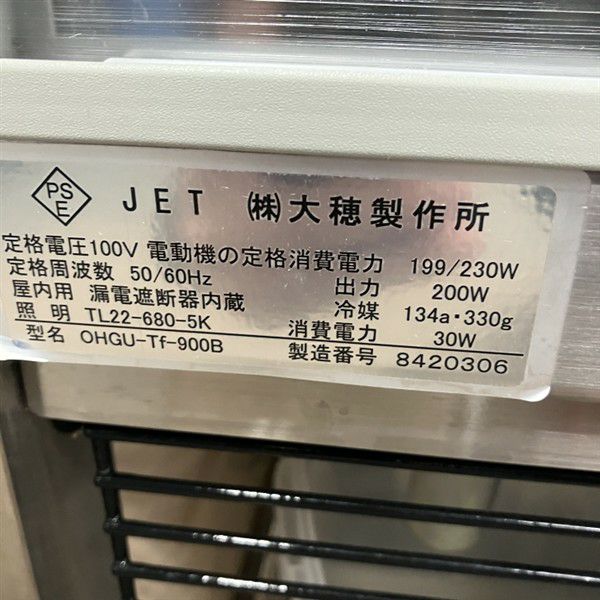 PSE JET ㈱大穂製作所
定格電圧100V 電動機の定格消費電力 199/230W
定格周波数 50/60Hz 出力 200W
屋内用 漏電遮断器内蔵 冷媒 134a・330g
照明 TL22-680-5K 消費電力 30W
型名 OHGU-Tf-900B 製造番号 8420306